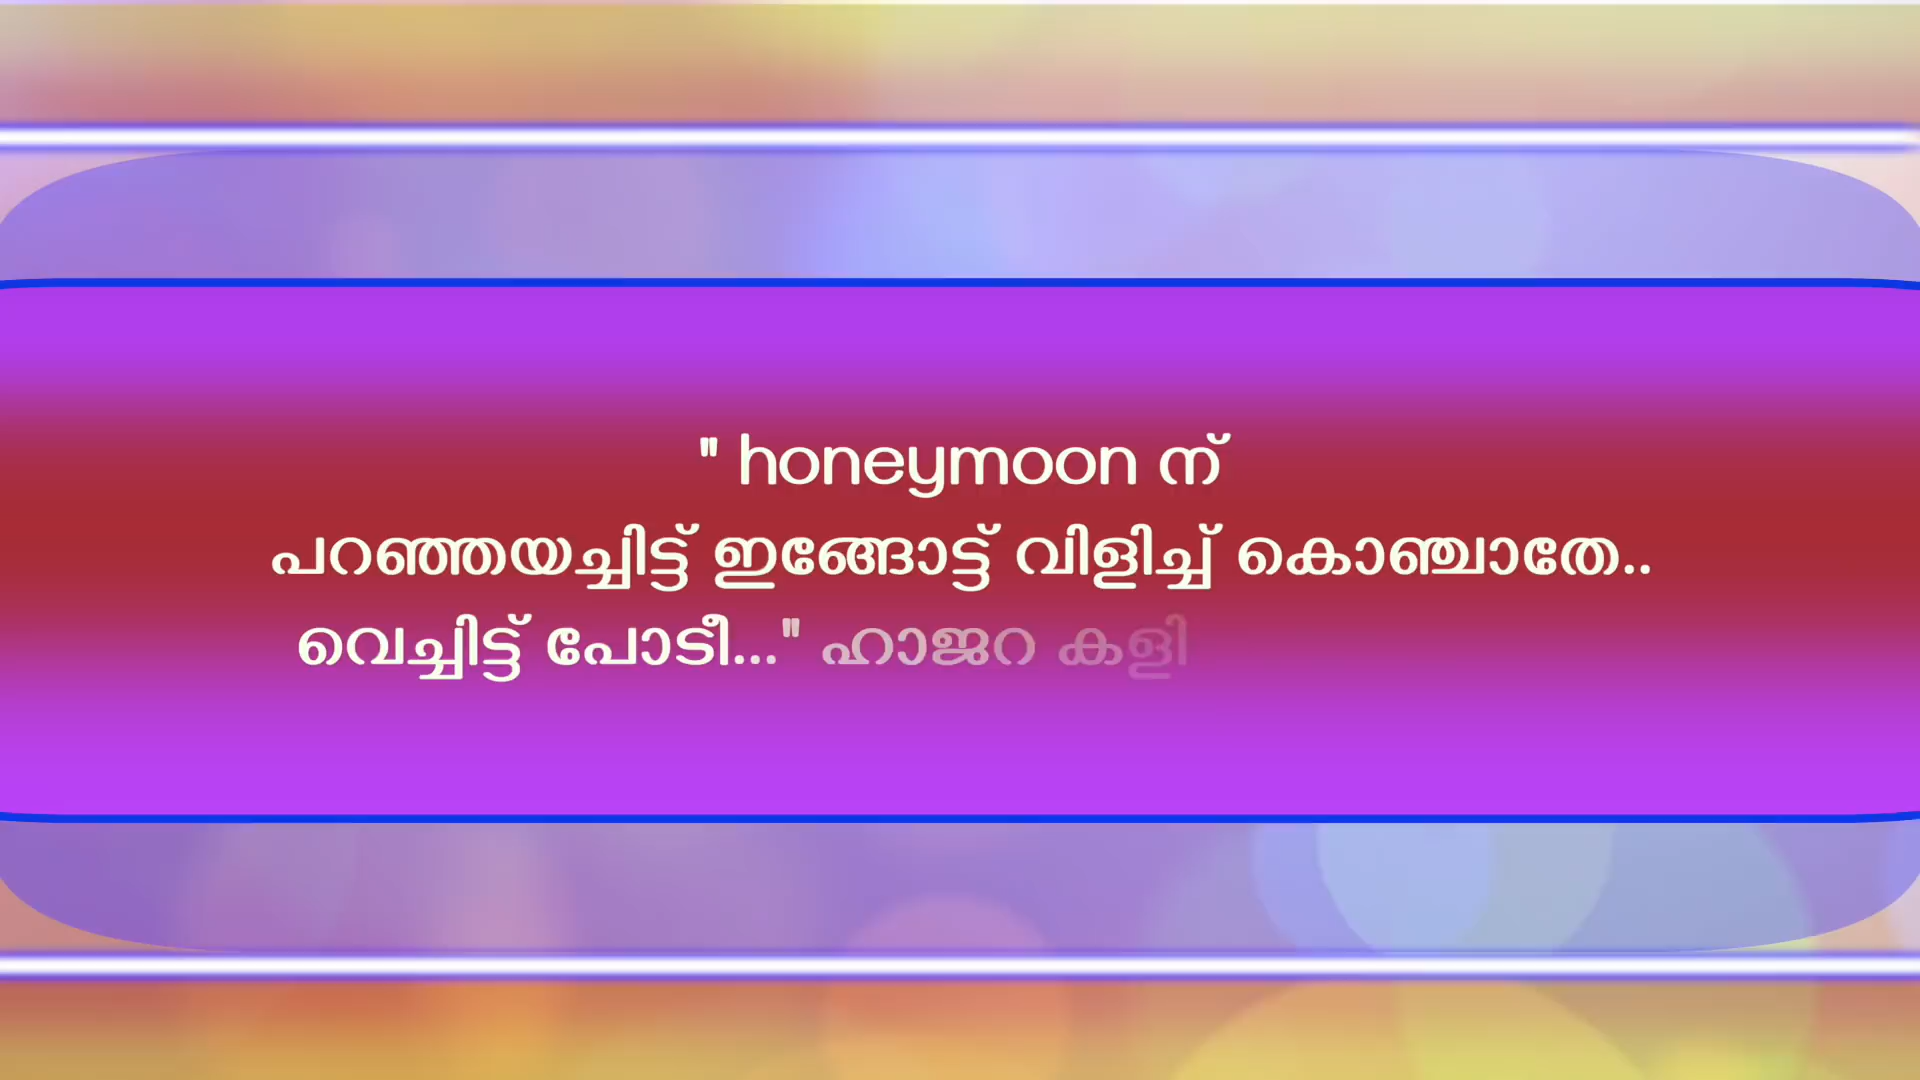 " honeymoon ന്
പറഞ്ഞയച്ചിട്ട് ഇങ്ങോട്ട് വിളിച്ച് കൊഞ്ചാതേ..
വെച്ചിട്ട് പോടീ..." ഹാജറ കളി